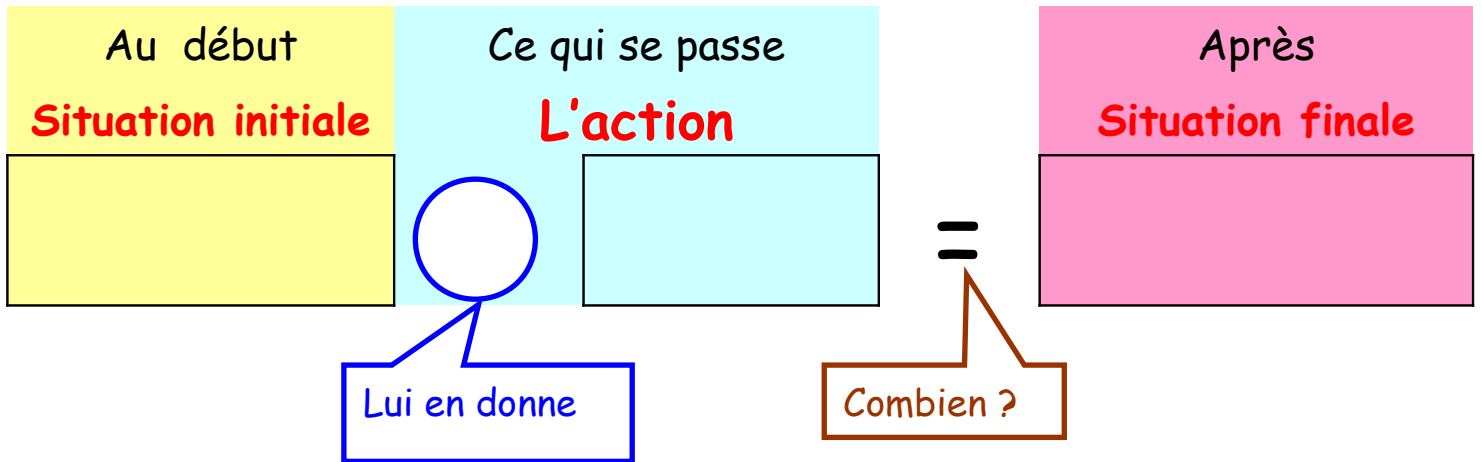 Au début
Ce qui se passe
Après
Situation initiale
L'action
Situation finale
=
Lui en donne
Combien ?